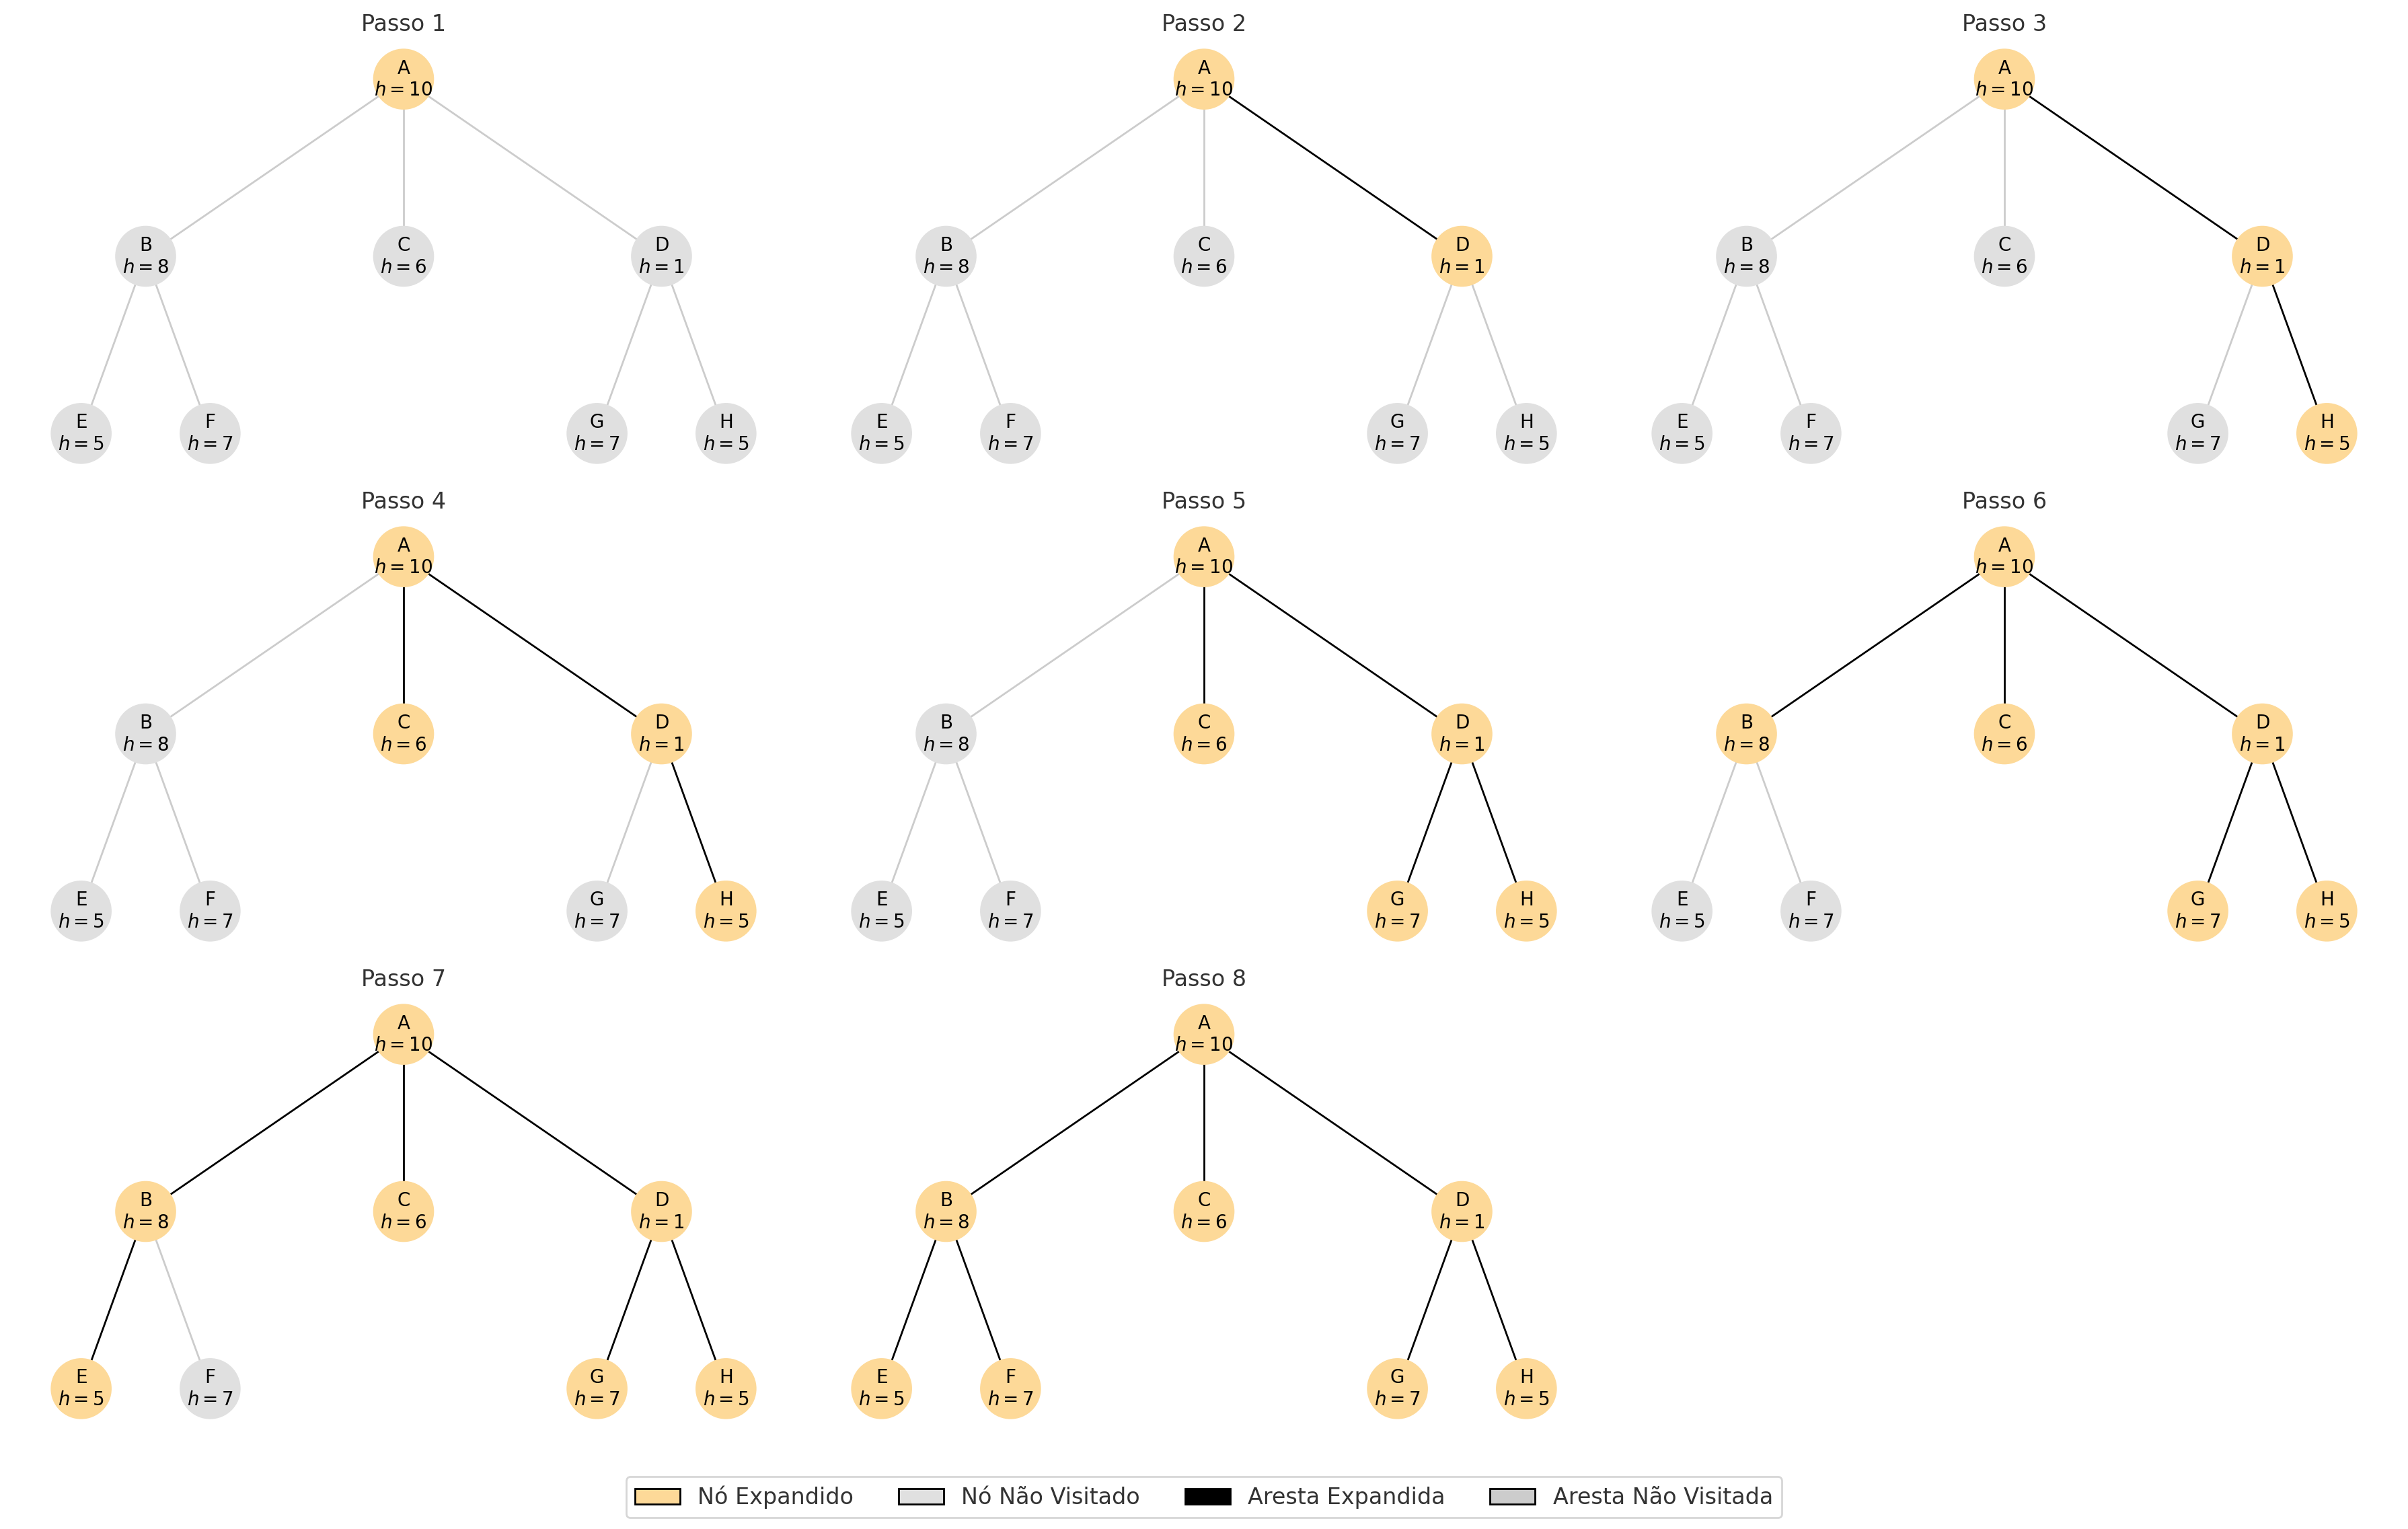 Passo 1
A
h = 10
B
h = 8
C
h = 6
D
h = 1
E
h = 5
F
h = 7
G
h = 7
H
h = 5
Passo 2
A
h = 10
B
h = 8
C
h = 6
D
h = 1
E
h = 5
F
h = 7
G
h = 7
H
h = 5
Passo 3
A
h = 10
B
h = 8
C
h = 6
D
h = 1
E
h = 5
F
h = 7
G
h = 7
H
h = 5
Passo 4
A
h = 10
B
h = 8
C
h = 6
D
h = 1
E
h = 5
F
h = 7
G
h = 7
H
h = 5
Passo 5
A
h = 10
B
h = 8
C
h = 6
D
h = 1
E
h = 5
F
h = 7
G
h = 7
H
h = 5
Passo 6
A
h = 10
B
h = 8
C
h = 6
D
h = 1
E
h = 5
F
h = 7
G
h = 7
H
h = 5
Passo 7
A
h = 10
B
h = 8
C
h = 6
D
h = 1
E
h = 5
F
h = 7
G
h = 7
H
h = 5
Passo 8
A
h = 10
B
h = 8
C
h = 6
D
h = 1
E
h = 5
F
h = 7
G
h = 7
H
h = 5
Nó Expandido
Nó Não Visitado
Aresta Expandida
Aresta Não Visitada